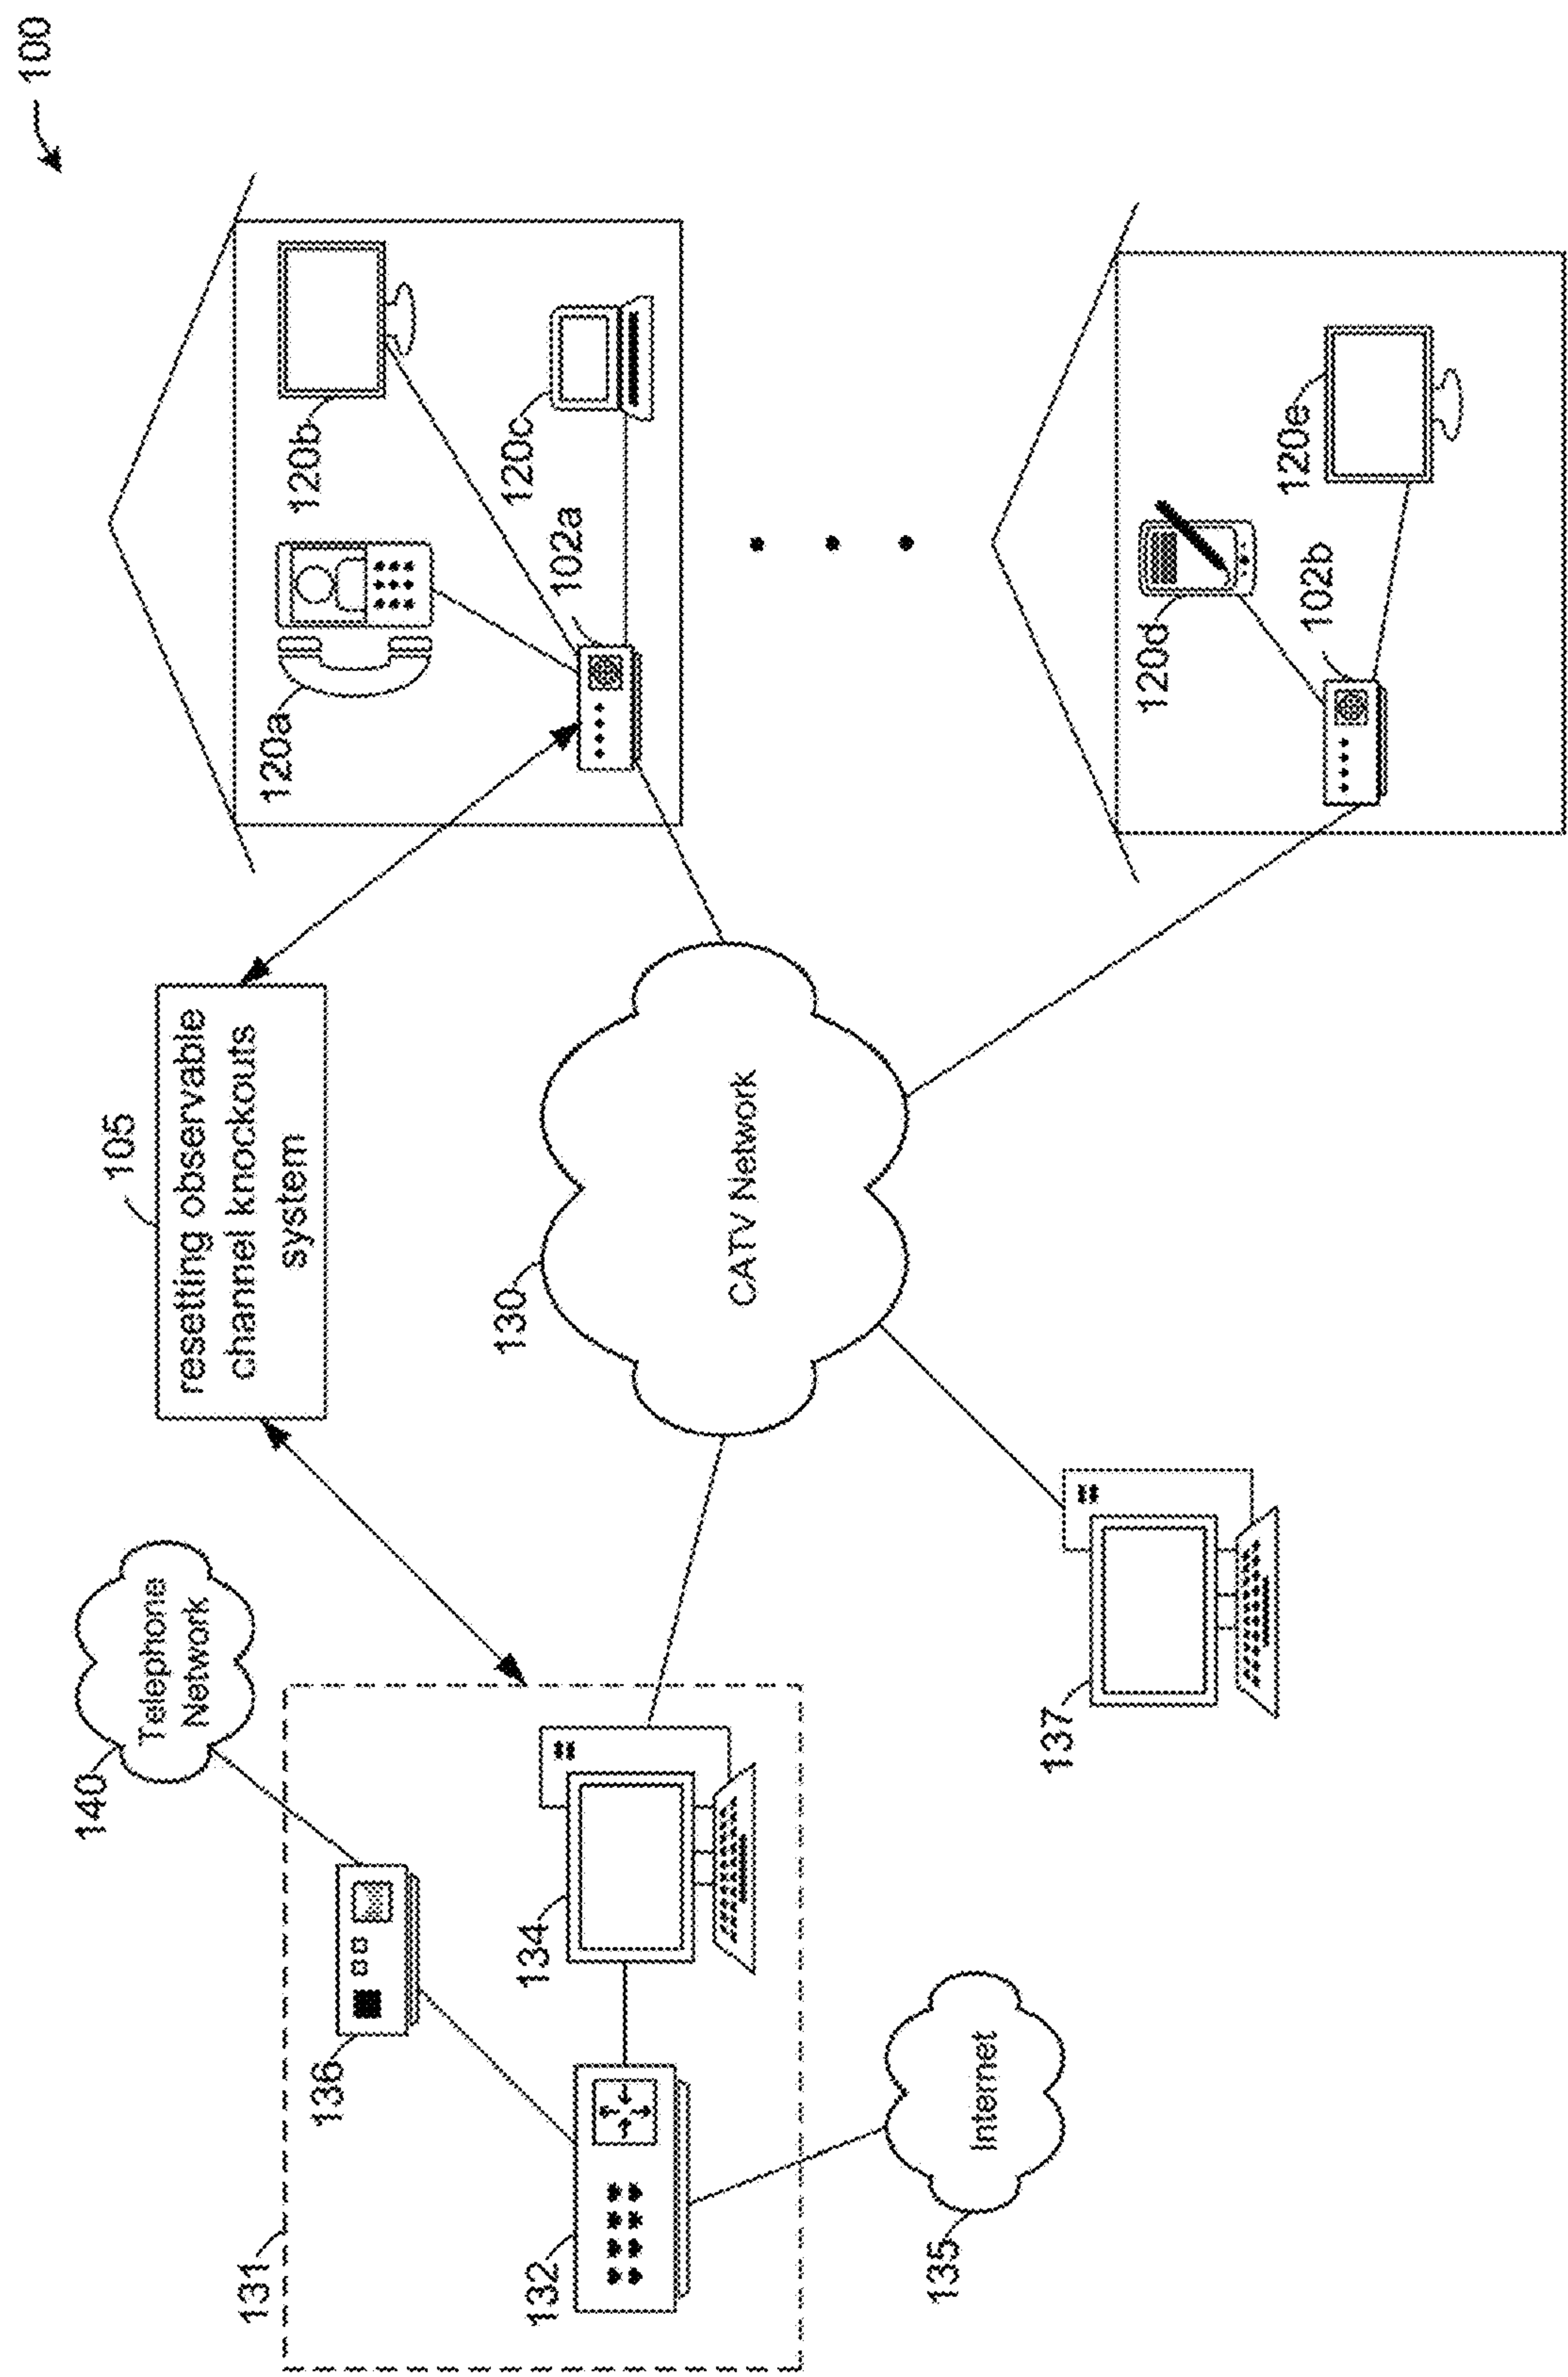 100
105
resetting observable
channel knockouts
system
120a
120b
120c
102a
140
Telephone
Network
131
136
134
132
130
CATV Network
120d
120e
102b
135
Internet
137